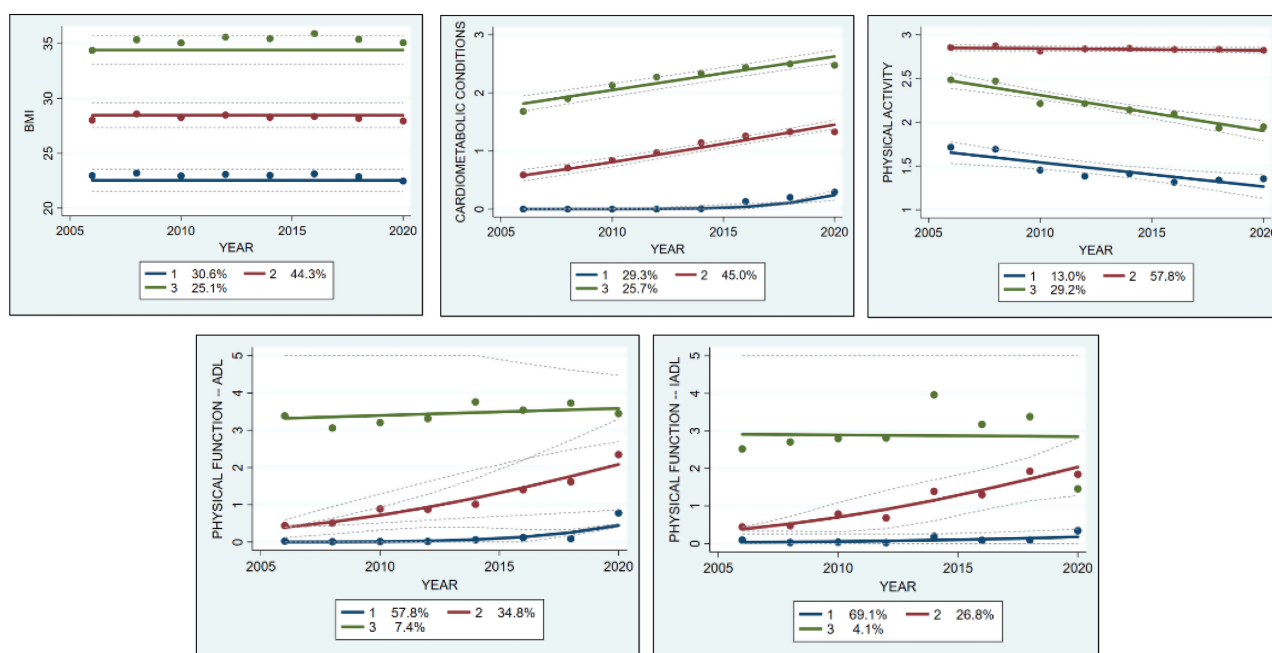 BMI
35
30
25
20
2005 2010 2015 2020
YEAR
1 30.6% 2 44.3%
3 25.1%
CARDIOMETABOLIC CONDITIONS
3
2
1
0
2005 2010 2015 2020
YEAR
1 29.3% 2 45.0%
3 25.7%
PHYSICAL ACTIVITY
3
2.5
2
1.5
1
2005 2010 2015 2020
YEAR
1 13.0% 2 57.8%
3 29.2%
PHYSICAL FUNCTION -- ADL
5
4
3
2
1
0
2005 2010 2015 2020
YEAR
1 57.8% 2 34.8%
3 7.4%
PHYSICAL FUNCTION -- IADL
5
4
3
2
1
0
2005 2010 2015 2020
YEAR
1 69.1% 2 26.8%
3 4.1%